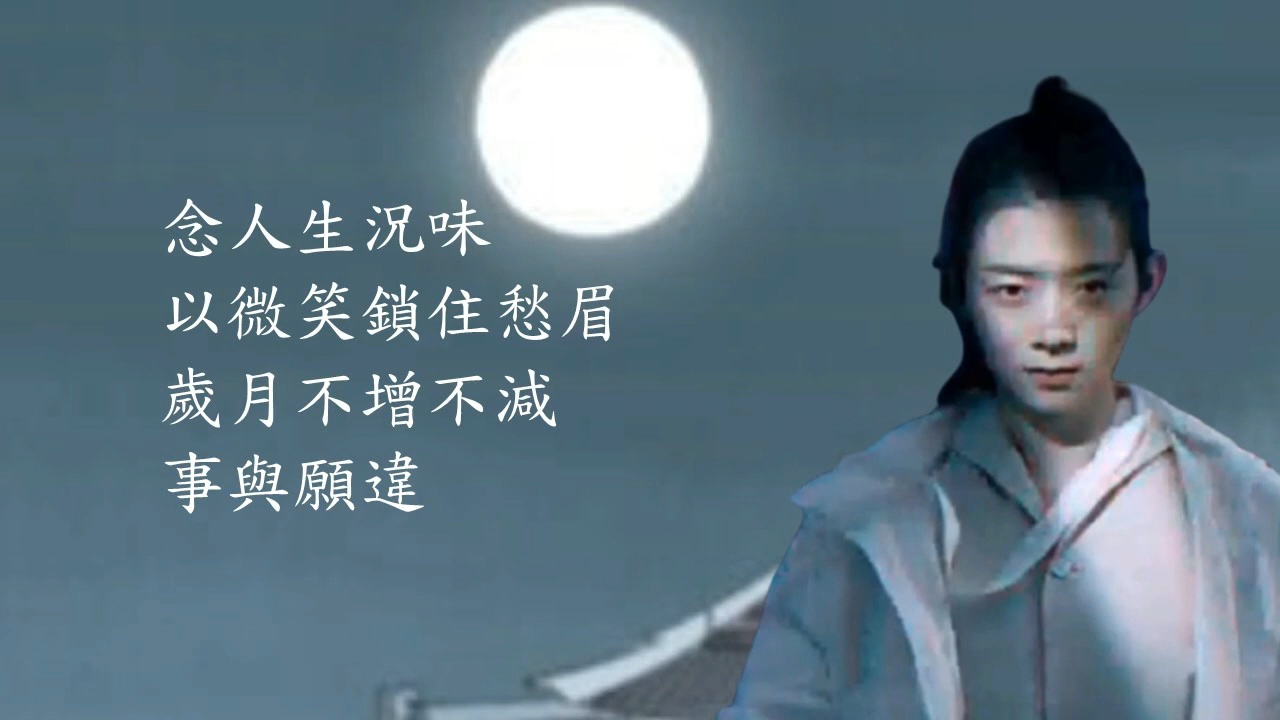 念人生況味
以微笑鎖住愁眉
歲月不增不減
事與願違